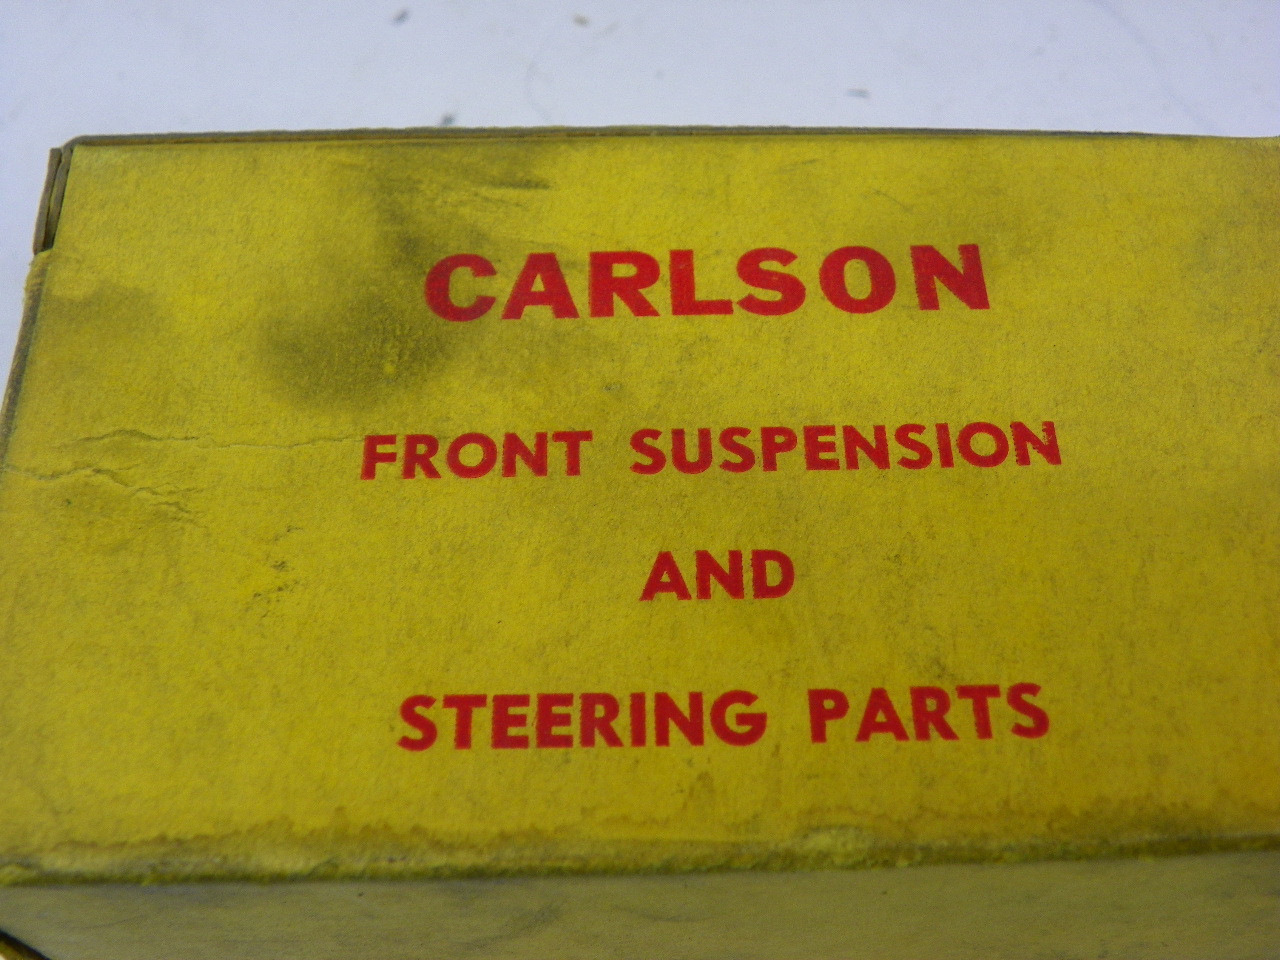 CARLSON
FRONT SUSPENSION
AND
STEERING PARTS